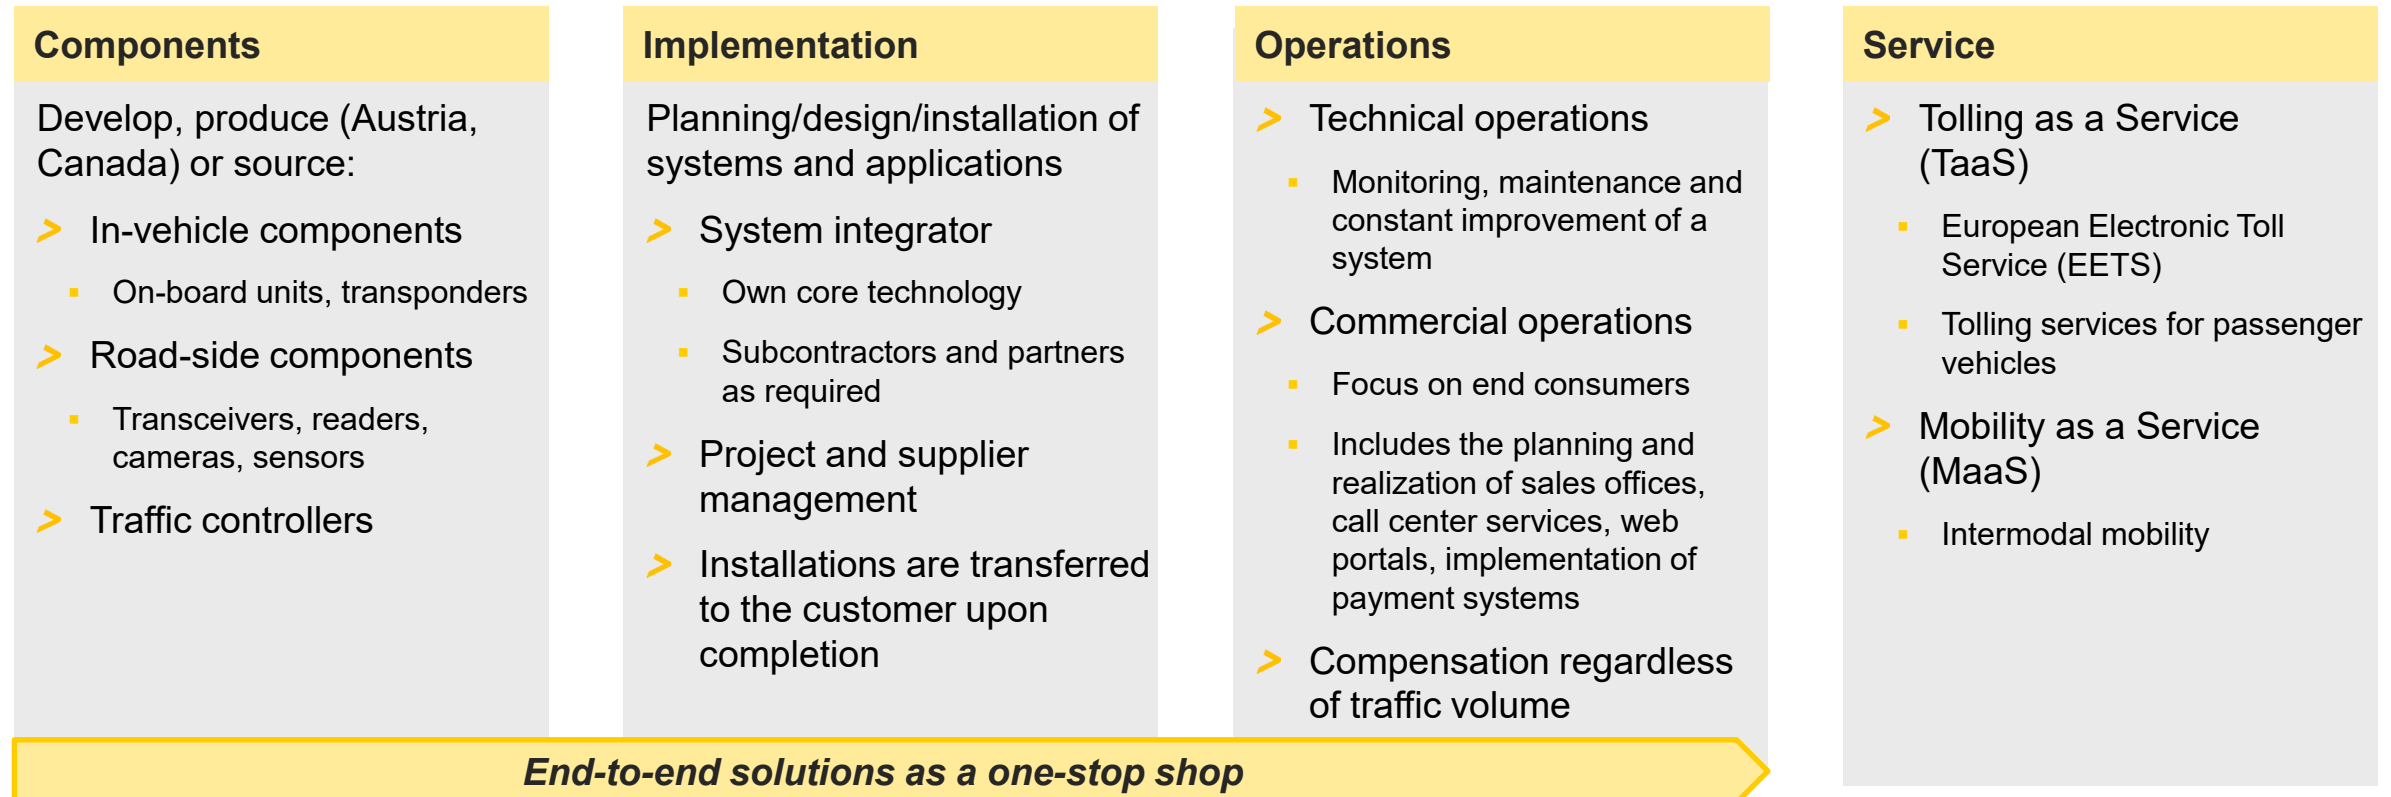 Components
Develop, produce (Austria,
Canada) or source:
> In-vehicle components
▪ On-board units, transponders
> Road-side components
▪ Transceivers, readers,
cameras, sensors
> Traffic controllers
Implementation
Planning/design/installation of
systems and applications
> System integrator
▪ Own core technology
▪ Subcontractors and partners
as required
> Project and supplier
management
> Installations are transferred
to the customer upon
completion
Operations
> Technical operations
▪ Monitoring, maintenance and
constant improvement of a
system
> Commercial operations
▪ Focus on end consumers
▪ Includes the planning and
realization of sales offices,
call center services, web
portals, implementation of
payment systems
> Compensation regardless
of traffic volume
Service
> Tolling as a Service
(TaaS)
▪ European Electronic Toll
Service (EETS)
▪ Tolling services for passenger
vehicles
> Mobility as a Service
(MaaS)
▪ Intermodal mobility
End-to-end solutions as a one-stop shop